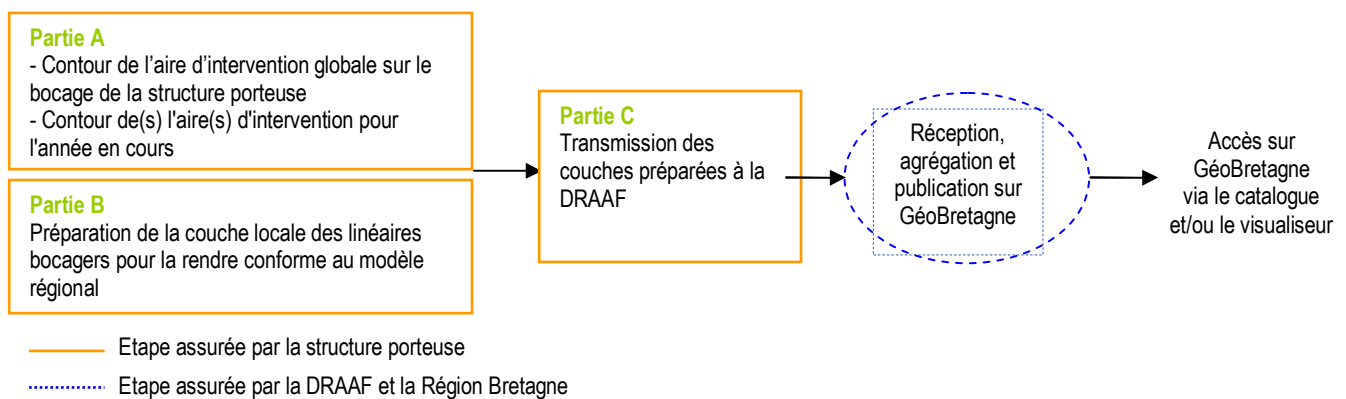 Partie A
- Contour de l’aire d’intervention globale sur le
bocage de la structure porteuse
- Contour de(s) l'aire(s) d'intervention pour
l'année en cours
Partie B
Préparation de la couche locale des linéaires
bocagers pour la rendre conforme au modèle
régional
Partie C
Transmission des
couches préparées à la
DRAAF
Réception,
agrégation et
publication sur
GéoBretagne
Accès sur
GéoBretagne
via le catalogue
et/ou le visualiseur
Etape assurée par la structure porteuse
Etape assurée par la DRAAF et la Région Bretagne